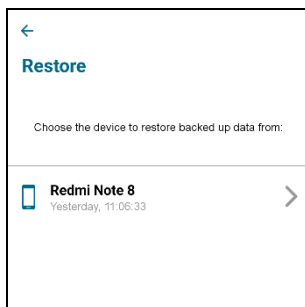 Restore
Choose the device to restore backed up data from:
Redmi Note 8
Yesterday, 11:06:33